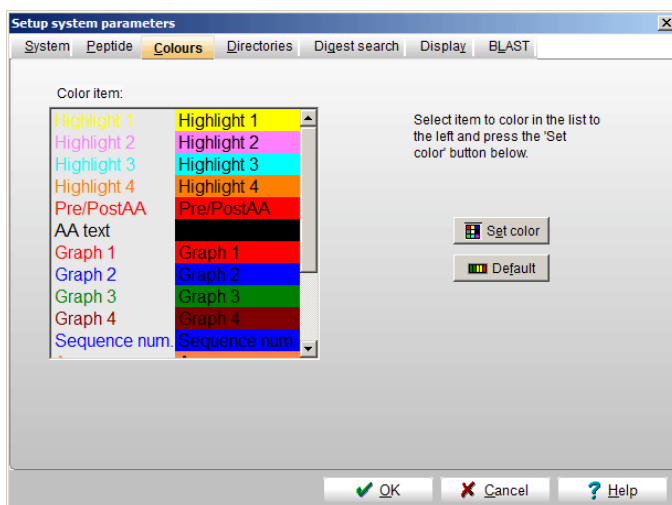 Setup system parameters
System Peptide Colours Directories Digest search Display BLAST
Color item:
Highlight 1 Highlight 1
Highlight 2 Highlight 2
Highlight 3 Highlight 3
Highlight 4 Highlight 4
Pre/PostAA Pre/PostAA
AA text
Graph 1 Graph 1
Graph 2 Graph 2
Graph 3 Graph 3
Graph 4 Graph 4
Sequence num. Sequence num.
Select item to color in the list to
the left and press the 'Set
color' button below.
Set color
Default
OK Cancel Help